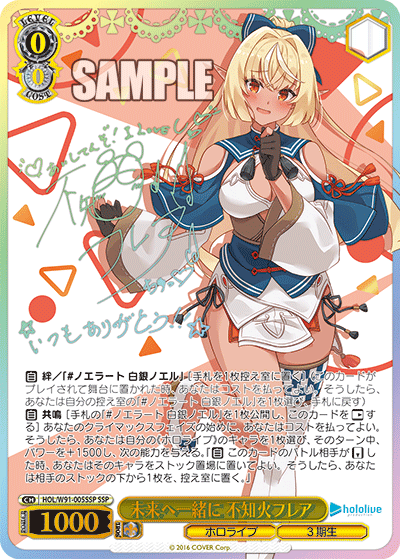 LEVEL
0
0
COST
SAMPLE
いつもありがとう!
【自】 絆/「#ノエラート 白銀ノエル」 [手札を1枚控え室に置く] (このカードが
プレイされて舞台に置かれた時、あなたはコストを払ってよい。そうしたら、
あなたは自分の控え室の「#ノエラート 白銀ノエル」を1枚選び、手札に戻す)
【自】 共鳴 [手札の「#ノエラート 白銀ノエル」を1枚公開し、このカードを
する] あなたのクライマックスフェイズの始めに、あなたはコストを払ってよい。そ
うしたら、あなたは自分の《ホロライブ》のキャラを1枚選び、そのターン中、
パワーを+1500し、次の能力を与える。『【自】 このカードのバトル相手が
した時、あなたはそのキャラをストック置場に置いてよい。そうしたら、あなたは
相手のストックの下から1枚を、控え室に置く。』
CH
HOL/W91-005SSP SSP
POWER
1000
SOUL
未来へ一緒に 不知火フレア
hololive
ホロライブ
3期生
© 2016 COVER Corp.